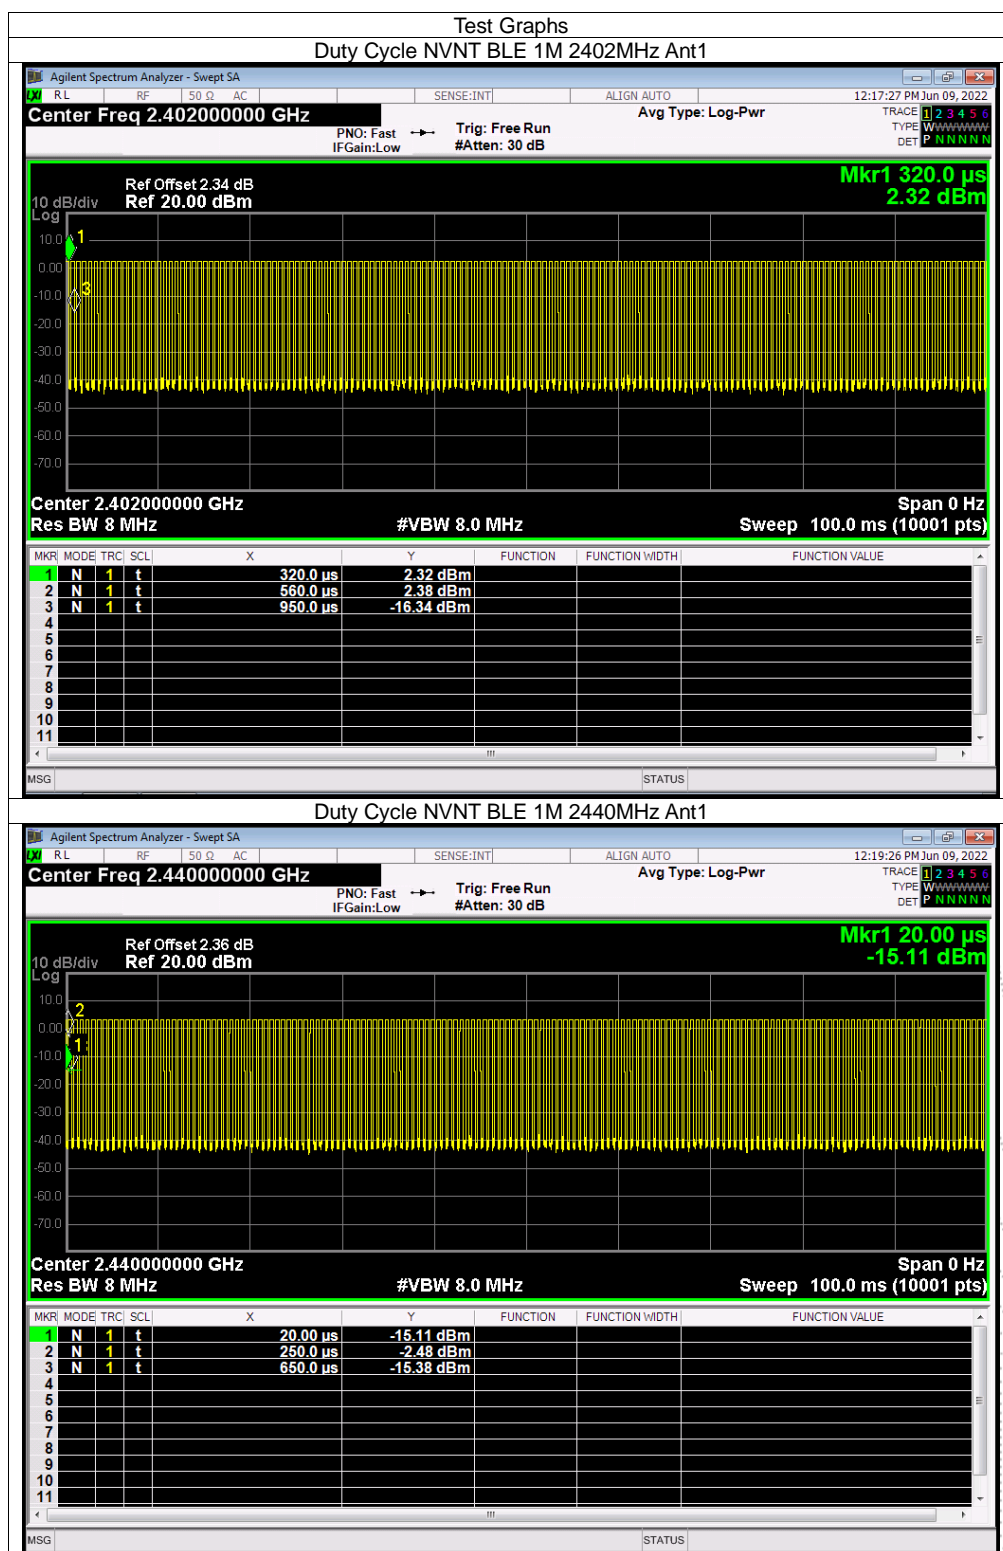 Test Graphs
Duty Cycle NVNT BLE 1M 2402MHz Ant1
Agilent Spectrum Analyzer - Swept SA
LXI RL RF 50 Ω AC SENSE:INT ALIGN AUTO 12:17:27 PM Jun 09, 2022
Center Freq 2.402000000 GHz Avg Type: Log-Pwr TRACE 1 2 3 4 5 6
PNO: Fast Trig: Free Run TYPE WWWWWW
IFGain:Low #Atten: 30 dB DET P N N N N N
Mkr1 320.0 µs
Ref Offset 2.34 dB
2.32 dBm
10 dB/div Ref 20.00 dBm
Log
10.0
1
0.00
-10.0
3
-20.0
-30.0
-40.0
-50.0
-60.0
-70.0
Center 2.402000000 GHz Span 0 Hz
Res BW 8 MHz #VBW 8.0 MHz Sweep 100.0 ms (10001 pts)
MKR MODE TRC SCL X Y FUNCTION FUNCTION WIDTH FUNCTION VALUE
1 N 1 t 320.0 µs 2.32 dBm
2 N 1 t 560.0 µs 2.38 dBm
3 N 1 t 950.0 µs -16.34 dBm
4
5
6
7
8
9
10
11
MSG STATUS
Duty Cycle NVNT BLE 1M 2440MHz Ant1
Agilent Spectrum Analyzer - Swept SA
LXI RL RF 50 Ω AC SENSE:INT ALIGN AUTO 12:19:26 PM Jun 09, 2022
Center Freq 2.440000000 GHz Avg Type: Log-Pwr TRACE 1 2 3 4 5 6
PNO: Fast Trig: Free Run TYPE WWWWWW
IFGain:Low #Atten: 30 dB DET P N N N N N
Mkr1 20.00 µs
Ref Offset 2.36 dB
-15.11 dBm
10 dB/div Ref 20.00 dBm
Log
10.0
2
0.00
1
-10.0
-20.0
-30.0
-40.0
-50.0
-60.0
-70.0
Center 2.440000000 GHz Span 0 Hz
Res BW 8 MHz #VBW 8.0 MHz Sweep 100.0 ms (10001 pts)
MKR MODE TRC SCL X Y FUNCTION FUNCTION WIDTH FUNCTION VALUE
1 N 1 t 20.00 µs -15.11 dBm
2 N 1 t 250.0 µs -2.48 dBm
3 N 1 t 650.0 µs -15.38 dBm
4
5
6
7
8
9
10
11
MSG STATUS